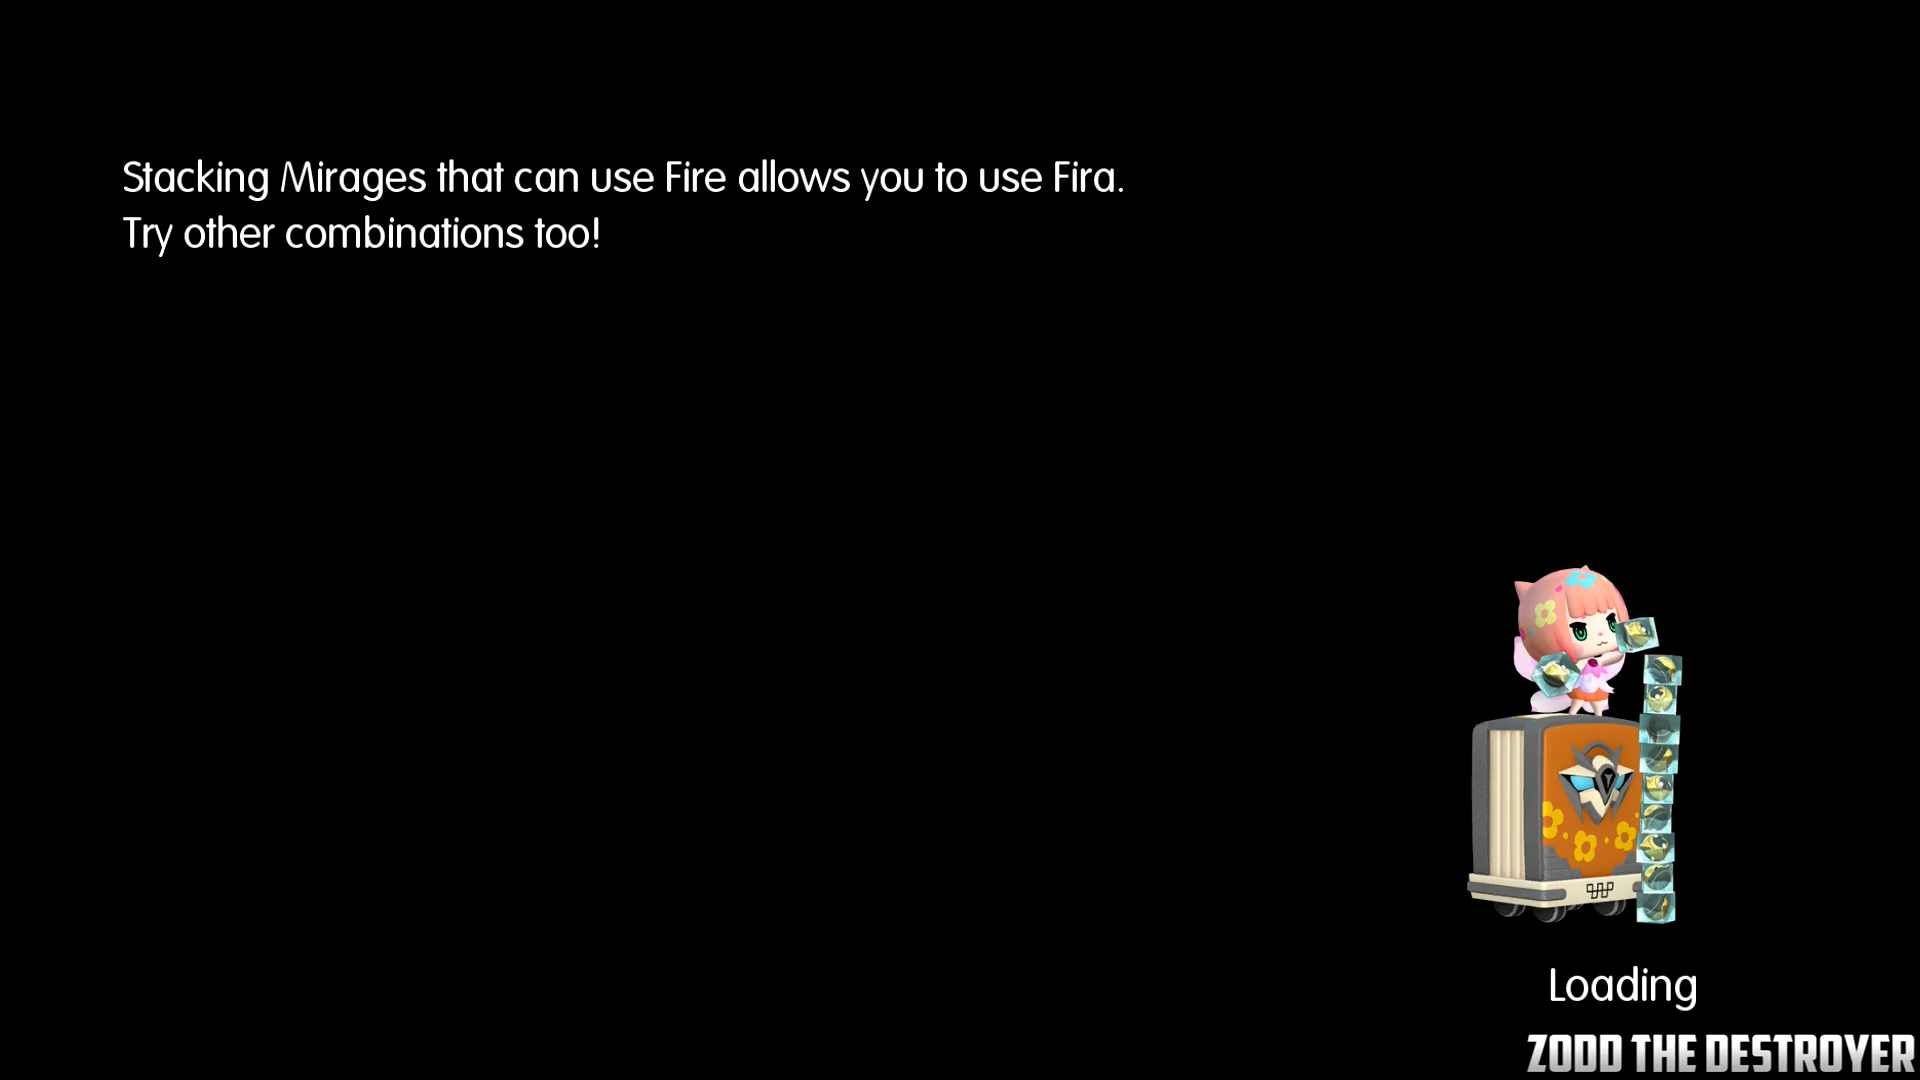 Stacking Mirages that can use Fire allows you to use Fira.
Try other combinations too!
Loading
ZODD THE DESTROYER